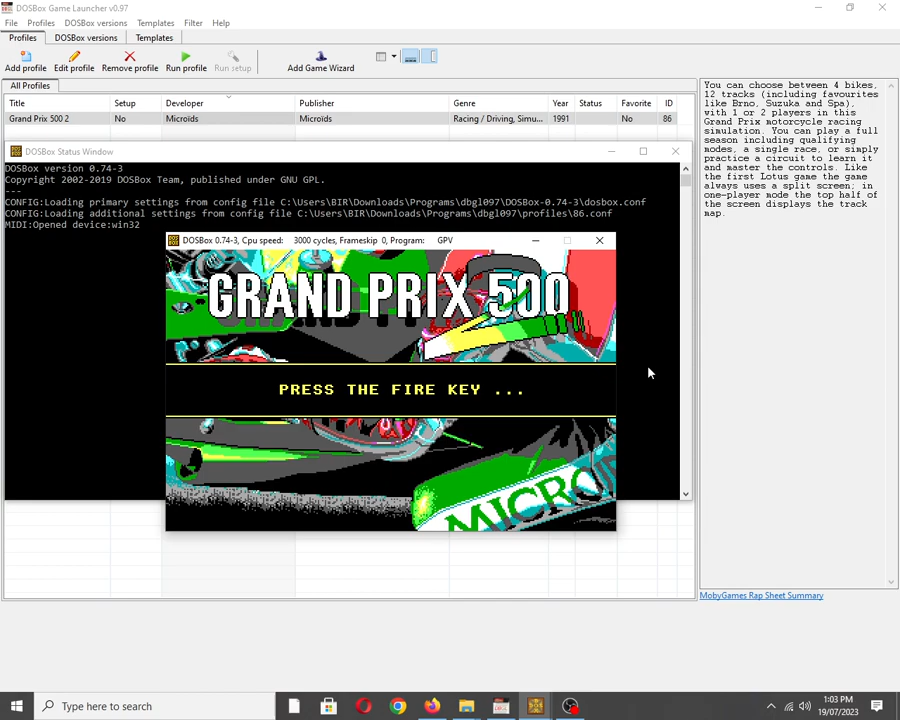 DOSBox Game Launcher v0.97
File Profiles DOSBox versions Templates Filter Help
Profiles DOSBox versions Templates
Add profile Edit profile Remove profile Run profile Run setup Add Game Wizard
All Profiles
Title Setup Developer Publisher Genre Year Status Favorite ID
Grand Prix 500 2 No Microïds Microïds Racing / Driving, Simu... 1991 No 86
DOSBox Status Window
DOSBox version 0.74-3
Copyright 2002-2019 DOSBox Team, published under GNU GPL.
---
CONFIG:Loading primary settings from config file C:\Users\BIR\Downloads\Programs\dbgl097\DOSBox-0.74-3\dosbox.conf
CONFIG:Loading additional settings from config file C:\Users\BIR\Downloads\Programs\dbgl097\profiles\86.conf
MIDI:Opened device:win32
DOSBox 0.74-3, Cpu speed: 3000 cycles, Frameskip 0, Program: GPV
GRAND PRIX 500
PRESS THE FIRE KEY ...
MICRO
You can choose between 4 bikes,
12 tracks (including favourites
like Brno, Suzuka and Spa),
with 1 or 2 players in this
Grand Prix motorcycle racing
simulation. You can play a full
season including qualifying
modes, a single race, or simply
practice a circuit to learn it
and master the controls. Like
the first Lotus game the game
always uses a split screen; in
one-player mode the top half of
the screen displays the track
map.
MobyGames Rap Sheet Summary
Type here to search
1:03 PM
19/07/2023